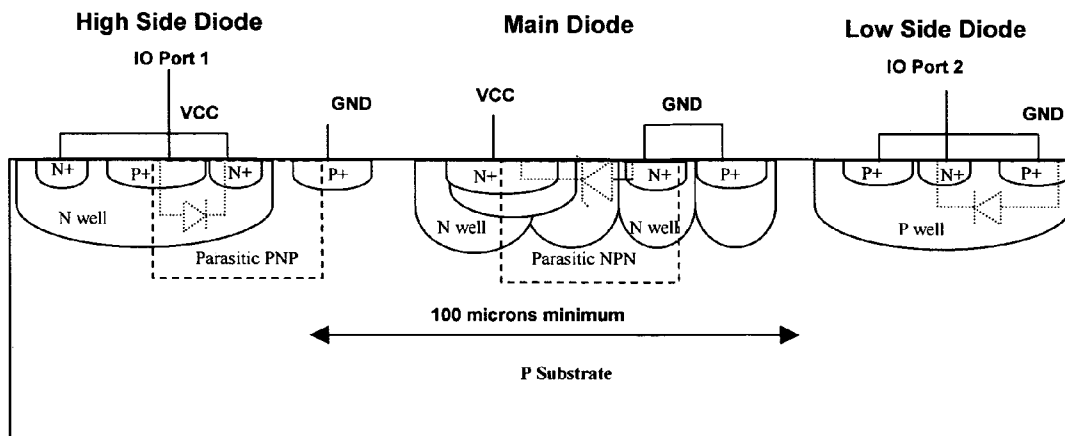 High Side Diode
Main Diode
Low Side Diode
IO Port 1
IO Port 2
VCC
GND
VCC
GND
GND
N+
P+
N+
P+
N+
N+
P+
P+
N+
P+
N well
N well
N well
P well
Parasitic PNP
Parasitic NPN
100 microns minimum
P Substrate